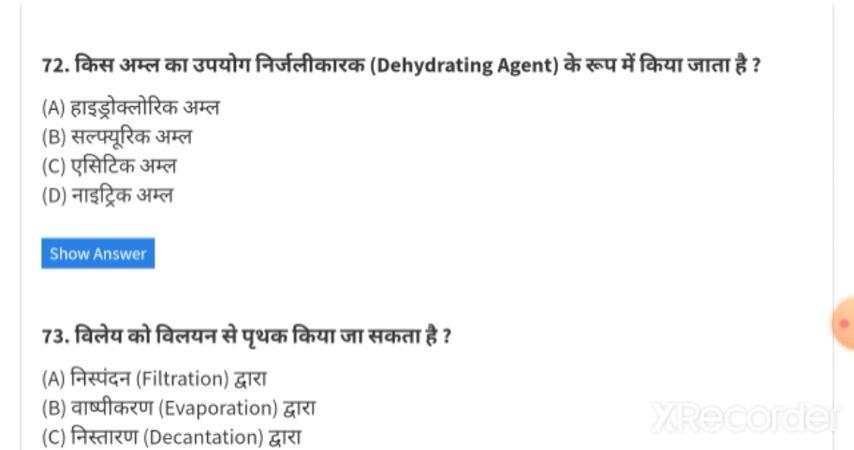 72. किस अम्ल का उपयोग निर्जलीकारक (Dehydrating Agent) के रूप में किया जाता है ?
(A) हाइड्रोक्लोरिक अम्ल
(B) सल्फ्यूरिक अम्ल
(C) एसिटिक अम्ल
(D) नाइट्रिक अम्ल
Show Answer
73. विलेय को विलयन से पृथक किया जा सकता है ?
(A) निस्पंदन (Filtration) द्वारा
(B) वाष्पीकरण (Evaporation) द्वारा
(C) निस्तारण (Decantation) द्वारा
XRecorder